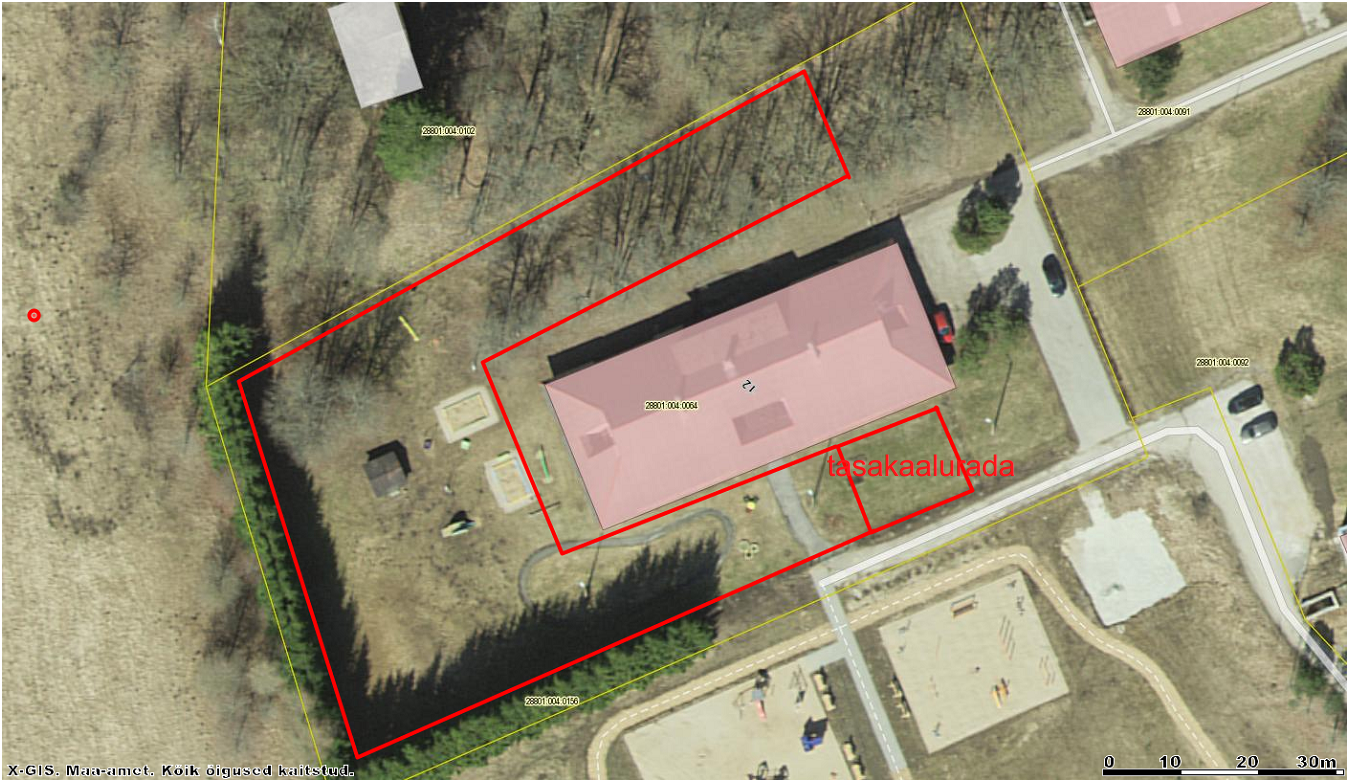 28801:004:0102
28801:004:0091
28801:004:0092
12
28801:004:0064
tasakaalurada
28801:004:0156
X-GIS. Maa-amet. Kõik õigused kaitstud.
0 10 20 30m